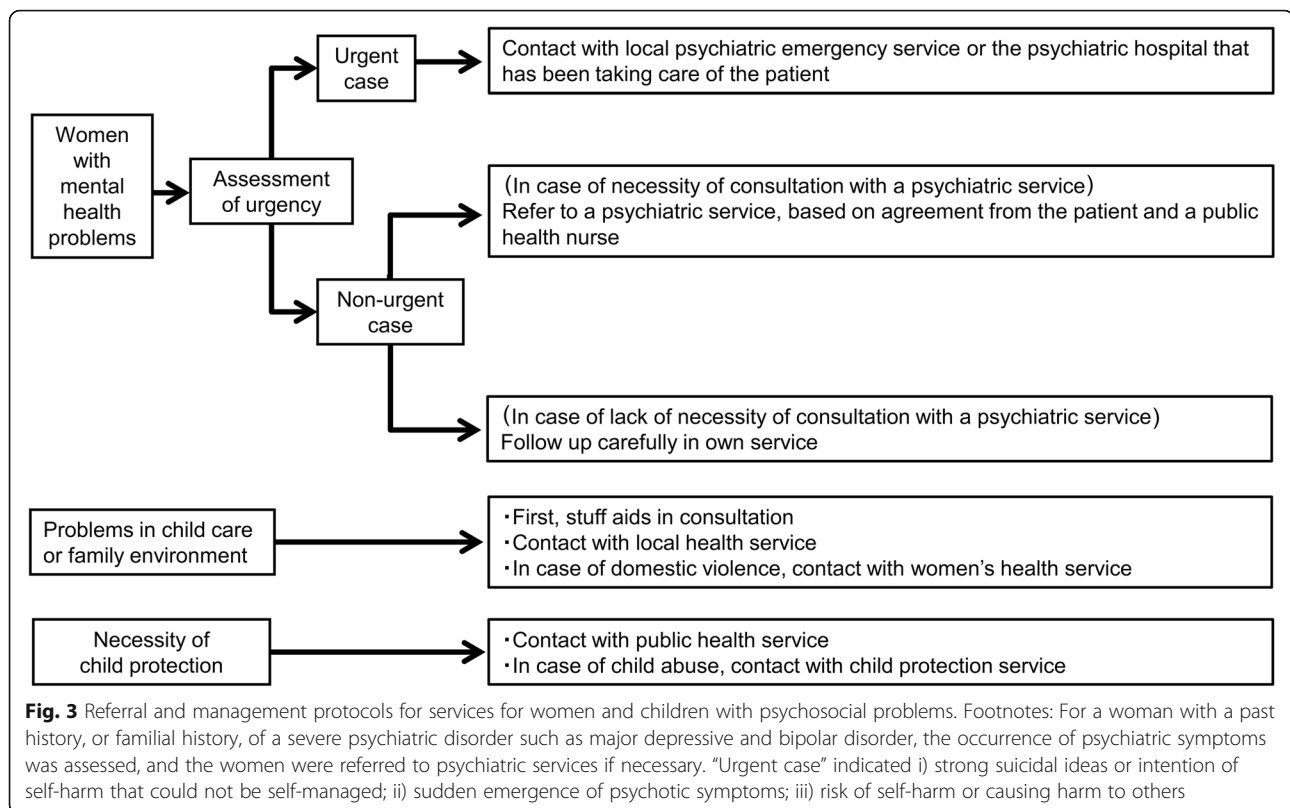 Urgent
case
Contact with local psychiatric emergency service or the psychiatric hospital that
has been taking care of the patient
Women
with
mental
health
problems
Assessment
of urgency
(In case of necessity of consultation with a psychiatric service)
Refer to a psychiatric service, based on agreement from the patient and a public
health nurse
Non-urgent
case
(In case of lack of necessity of consultation with a psychiatric service)
Follow up carefully in own service
Problems in child care
or family environment
・First, stuff aids in consultation
・Contact with local health service
・In case of domestic violence, contact with women's health service
Necessity of
child protection
・Contact with public health service
・In case of child abuse, contact with child protection service
Fig. 3 Referral and management protocols for services for women and children with psychosocial problems. Footnotes: For a woman with a past
history, or familial history, of a severe psychiatric disorder such as major depressive and bipolar disorder, the occurrence of psychiatric symptoms
was assessed, and the women were referred to psychiatric services if necessary. “Urgent case” indicated i) strong suicidal ideas or intention of
self-harm that could not be self-managed; ii) sudden emergence of psychotic symptoms; iii) risk of self-harm or causing harm to others